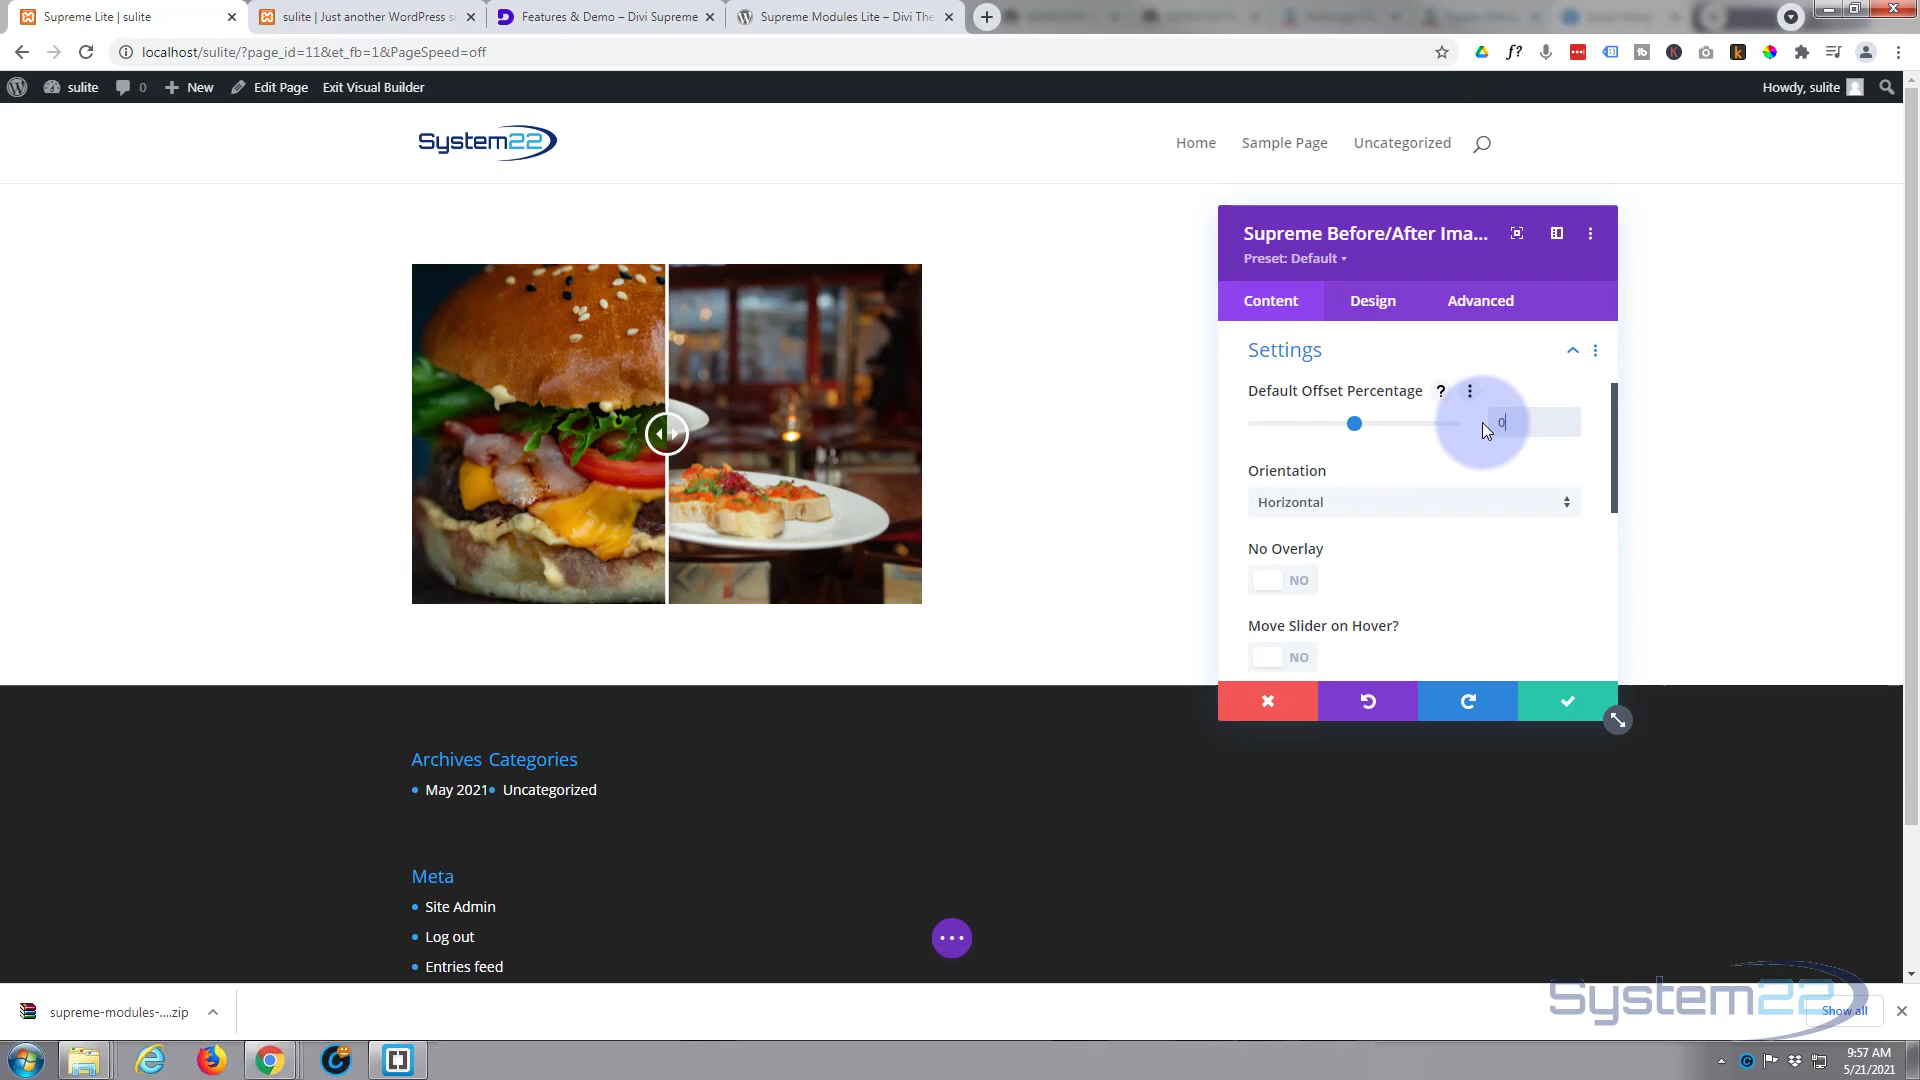 Supreme Lite | sulite
sulite | Just another WordPress si
Features & Demo – Divi Supreme
Supreme Modules Lite – Divi The
localhost/sulite/?page_id=11&et_fb=1&PageSpeed=off
sulite
0
New
Edit Page
Exit Visual Builder
Howdy, sulite
System22
Home
Sample Page
Uncategorized
Supreme Before/After Ima...
Preset: Default
Content
Design
Advanced
Settings
Default Offset Percentage
0
Orientation
Horizontal
No Overlay
NO
Move Slider on Hover?
NO
Archives Categories
May 2021 Uncategorized
Meta
Site Admin
Log out
Entries feed
System22
supreme-modules-....zip
Show all
9:57 AM
5/21/2021